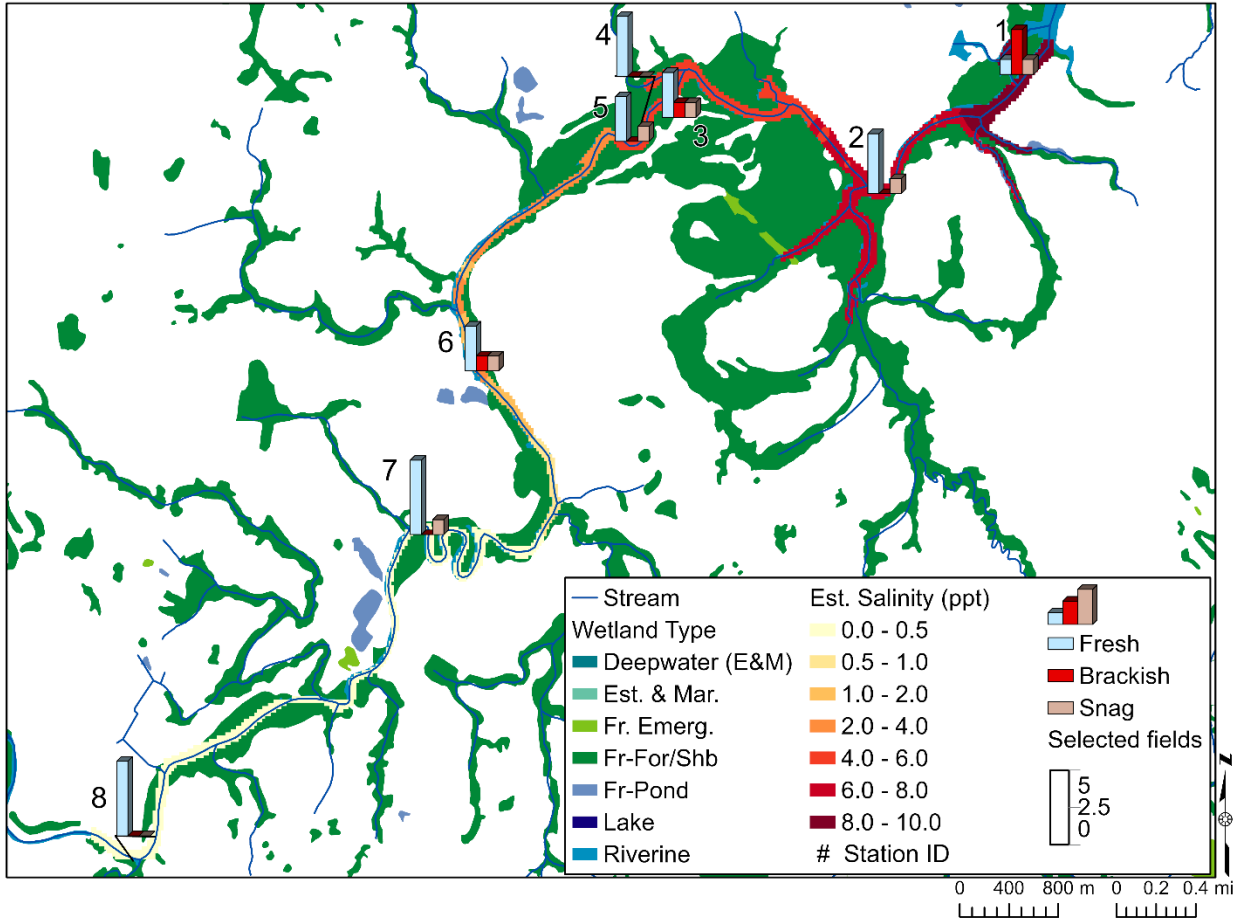 4
1
5
3
2
6
7
8
Stream
Wetland Type
Deepwater (E&M)
Est. & Mar.
Fr. Emerg.
Fr-For/Shb
Fr-Pond
Lake
Riverine
Est. Salinity (ppt)
0.0 - 0.5
0.5 - 1.0
1.0 - 2.0
2.0 - 4.0
4.0 - 6.0
6.0 - 8.0
8.0 - 10.0
# Station ID
Fresh
Brackish
Snag
Selected fields
5
2.5
0
N
0 400 800 m
0 0.2 0.4 mi